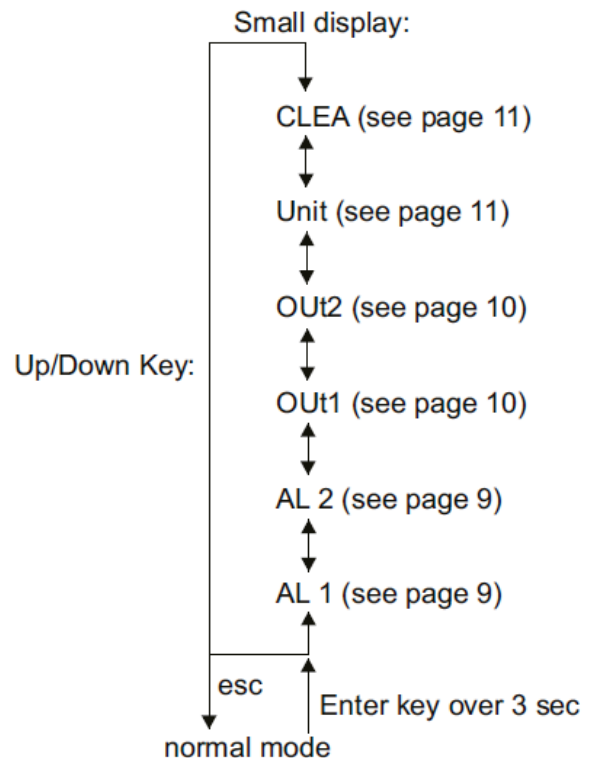 Small display:
CLEA (see page 11)
Unit (see page 11)
OUt2 (see page 10)
Up/Down Key:
OUt1 (see page 10)
AL 2 (see page 9)
AL 1 (see page 9)
esc
Enter key over 3 sec
normal mode